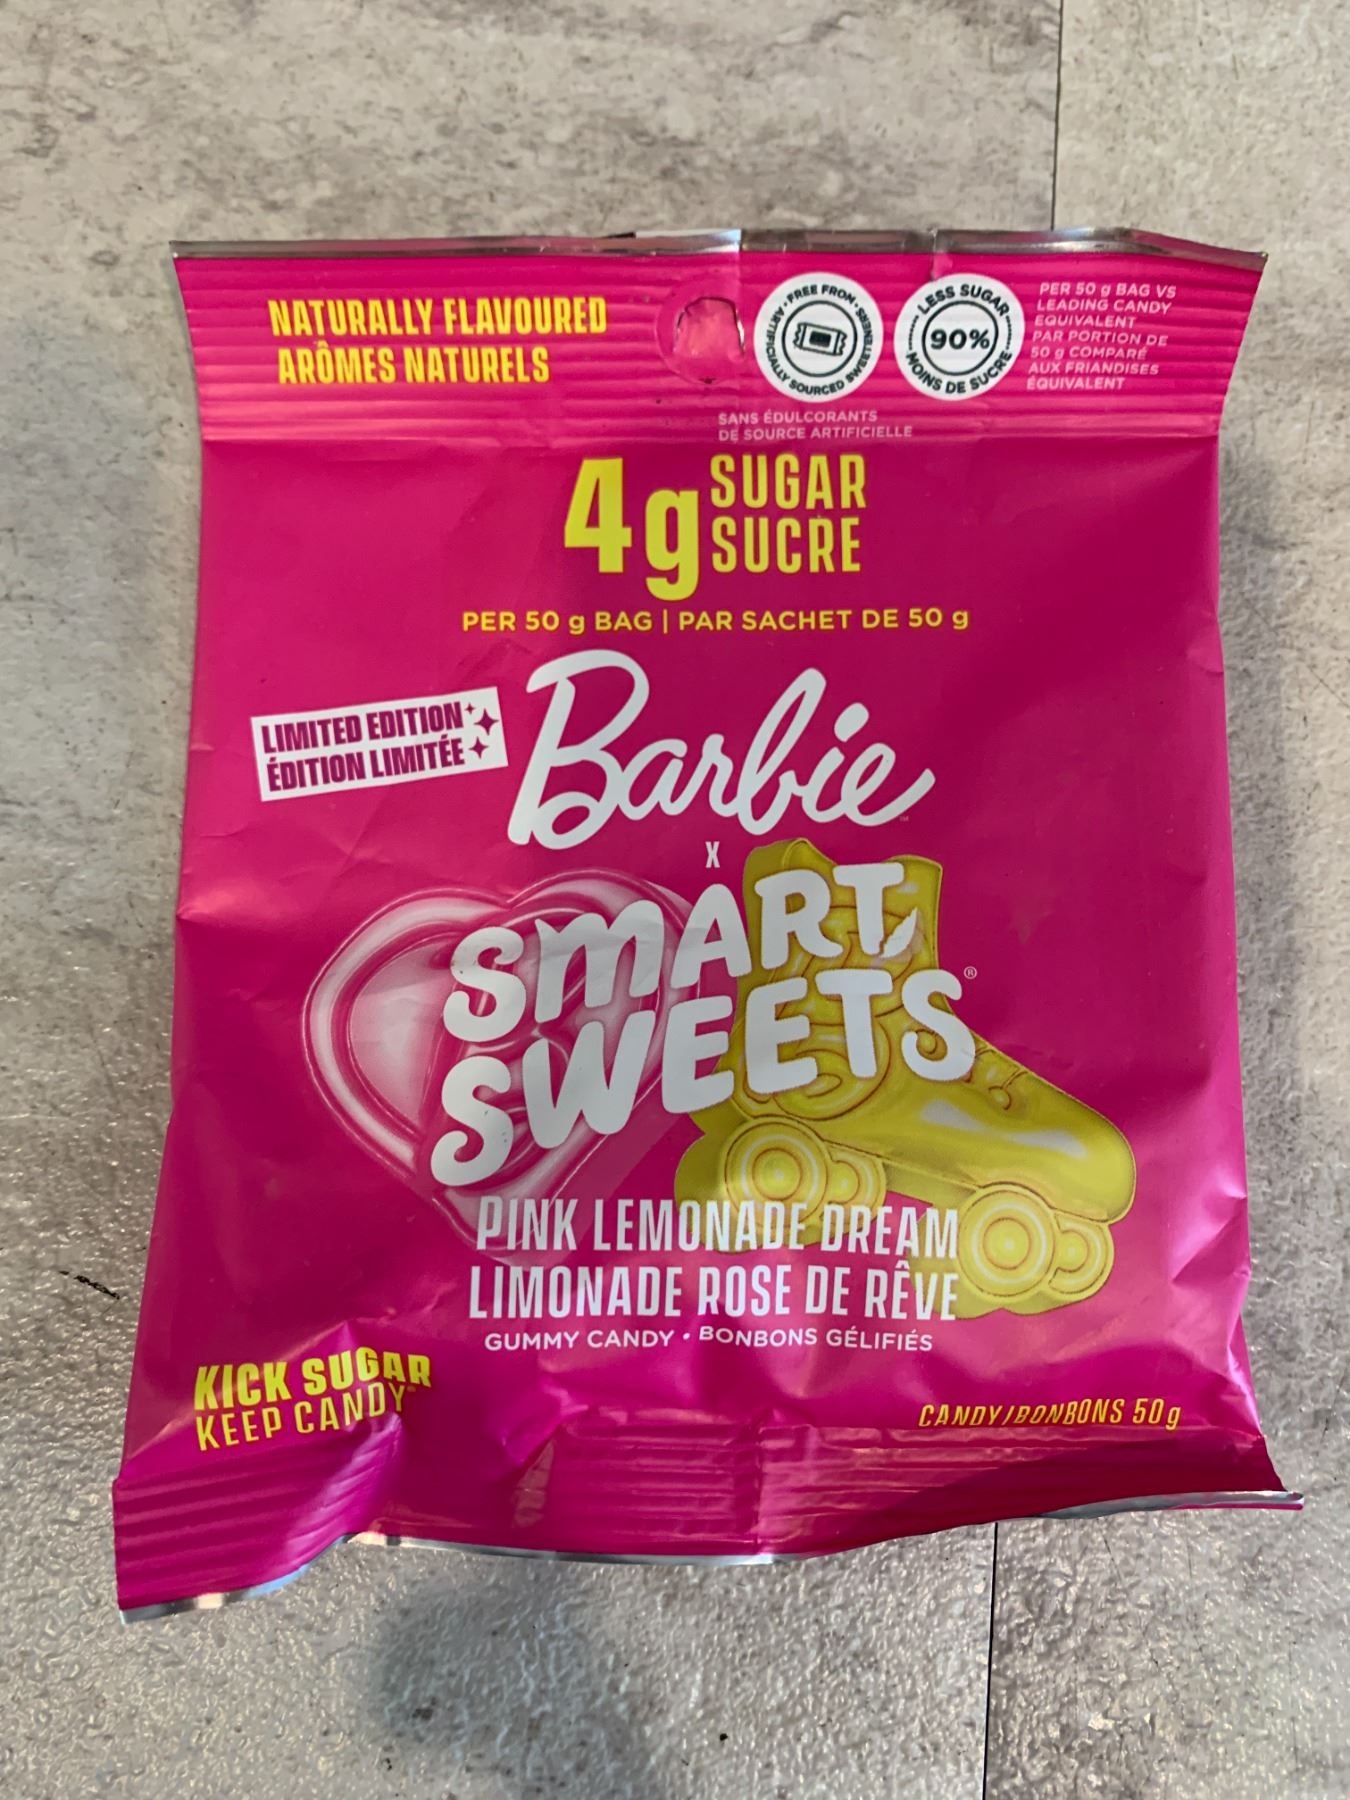 NATURALLY FLAVOURED
ARÔMES NATURELS
FREE FROM
ARTIFICIALLY SOURCED SWEETENERS
SANS ÉDULCORANTS
DE SOURCE ARTIFICIELLE
LESS SUGAR
90%
MOINS DE SUCRE
PER 50 g BAG VS
LEADING CANDY
EQUIVALENT
PAR PORTION DE
50 g COMPARÉ
AUX FRIANDISES
ÉQUIVALENT
4g SUGAR
SUCRE
PER 50 g BAG | PAR SACHET DE 50 g
LIMITED EDITION
ÉDITION LIMITÉE
Barbie™
X
SMART
SWEETS®
PINK LEMONADE DREAM
LIMONADE ROSE DE RÊVE
GUMMY CANDY • BONBONS GÉLIFIÉS
KICK SUGAR
KEEP CANDY®
CANDY/BONBONS 50 g